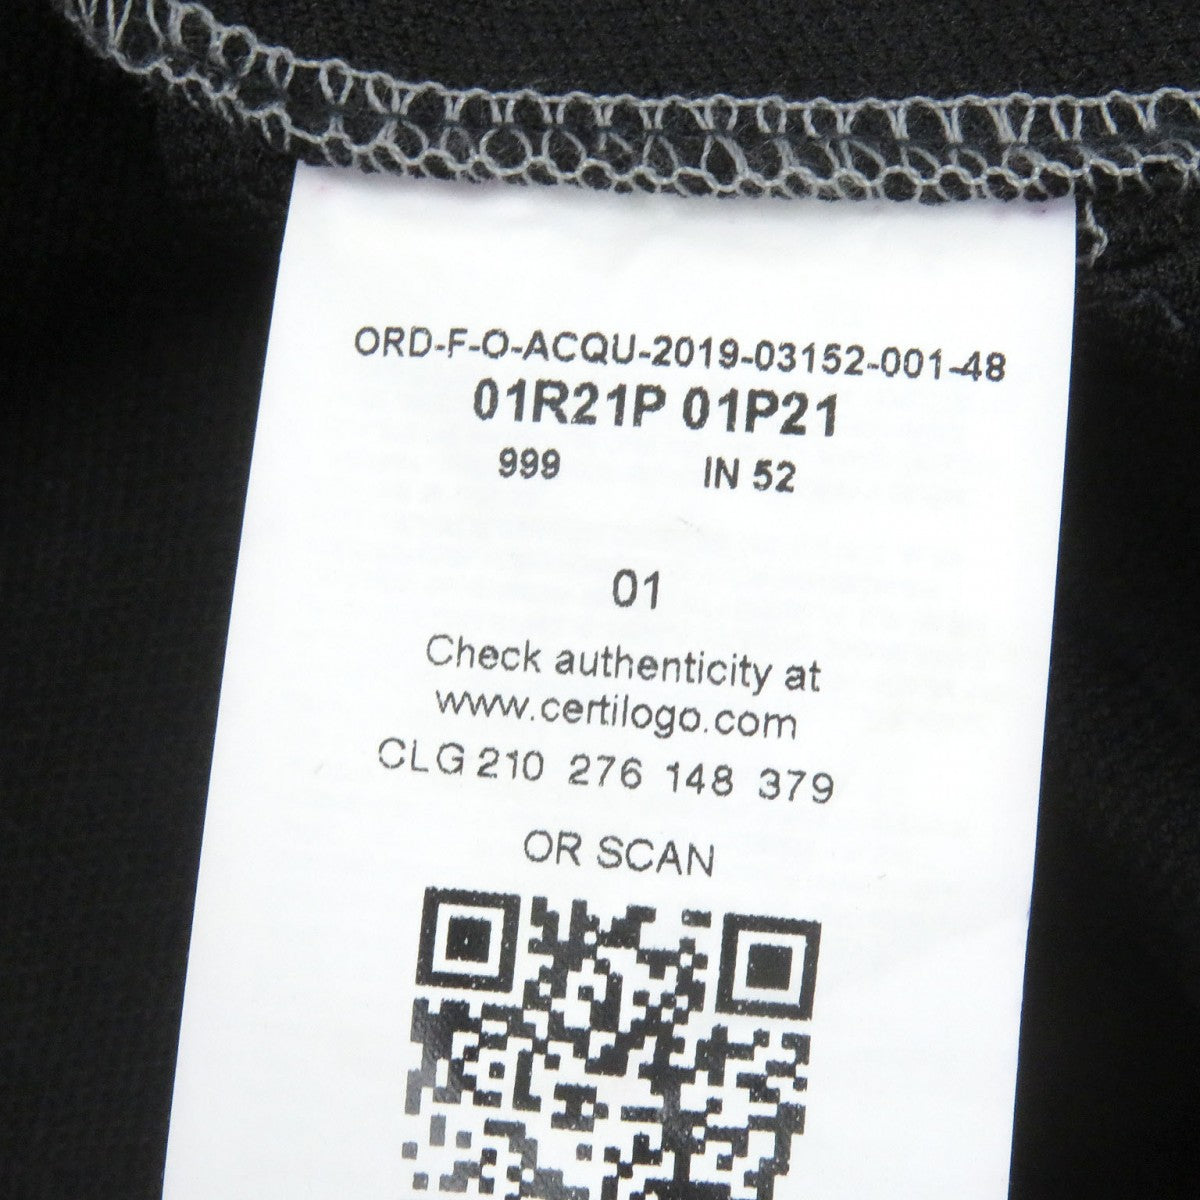 ORD-F-O-ACQU-2019-03152-001-48
01R21P 01P21
999 IN 52
01
Check authenticity at
www.certilogo.com
CLG 210 276 148 379
OR SCAN